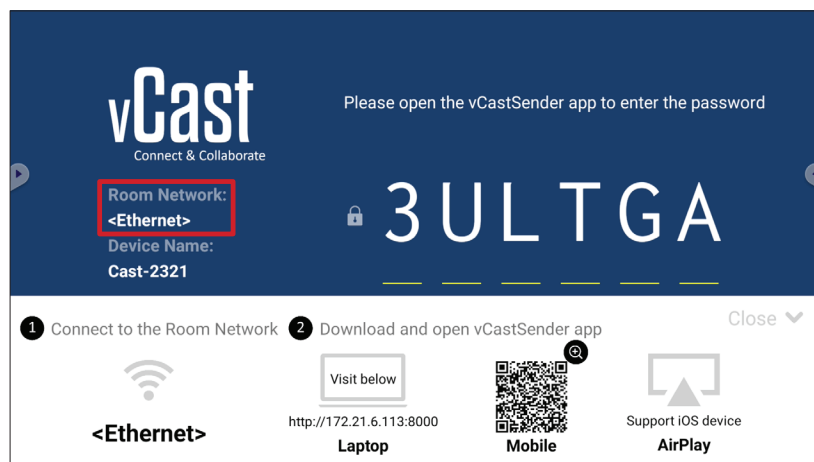 vCast
Connect & Collaborate
Please open the vCastSender app to enter the password
Room Network:
<Ethernet>
Device Name:
Cast-2321
3ULTGA
1 Connect to the Room Network
2 Download and open vCastSender app
Close
<Ethernet>
Visit below
http://172.21.6.113:8000
Laptop
Mobile
Support iOS device
AirPlay